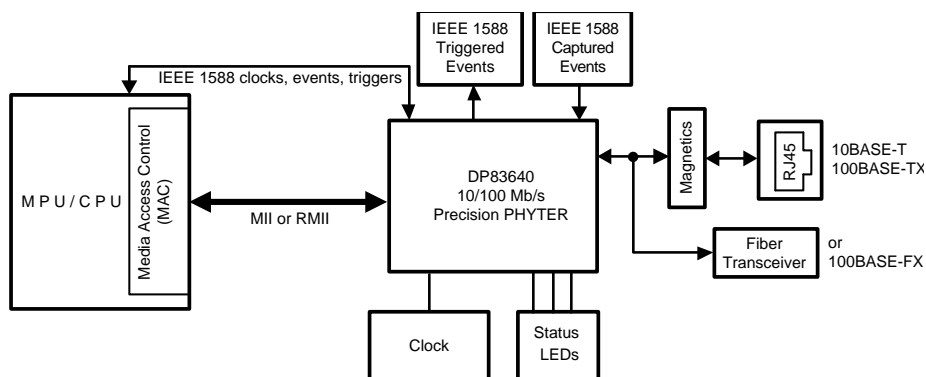 IEEE 1588
Triggered
Events
IEEE 1588
Captured
Events
IEEE 1588 clocks, events, triggers
MPU/CPU
Media Access Control
(MAC)
MII or RMII
DP83640
10/100 Mb/s
Precision PHYTER
Magnetics
RJ45
10BASE-T
100BASE-TX
Fiber
Transceiver
or
100BASE-FX
Clock
Status
LEDs